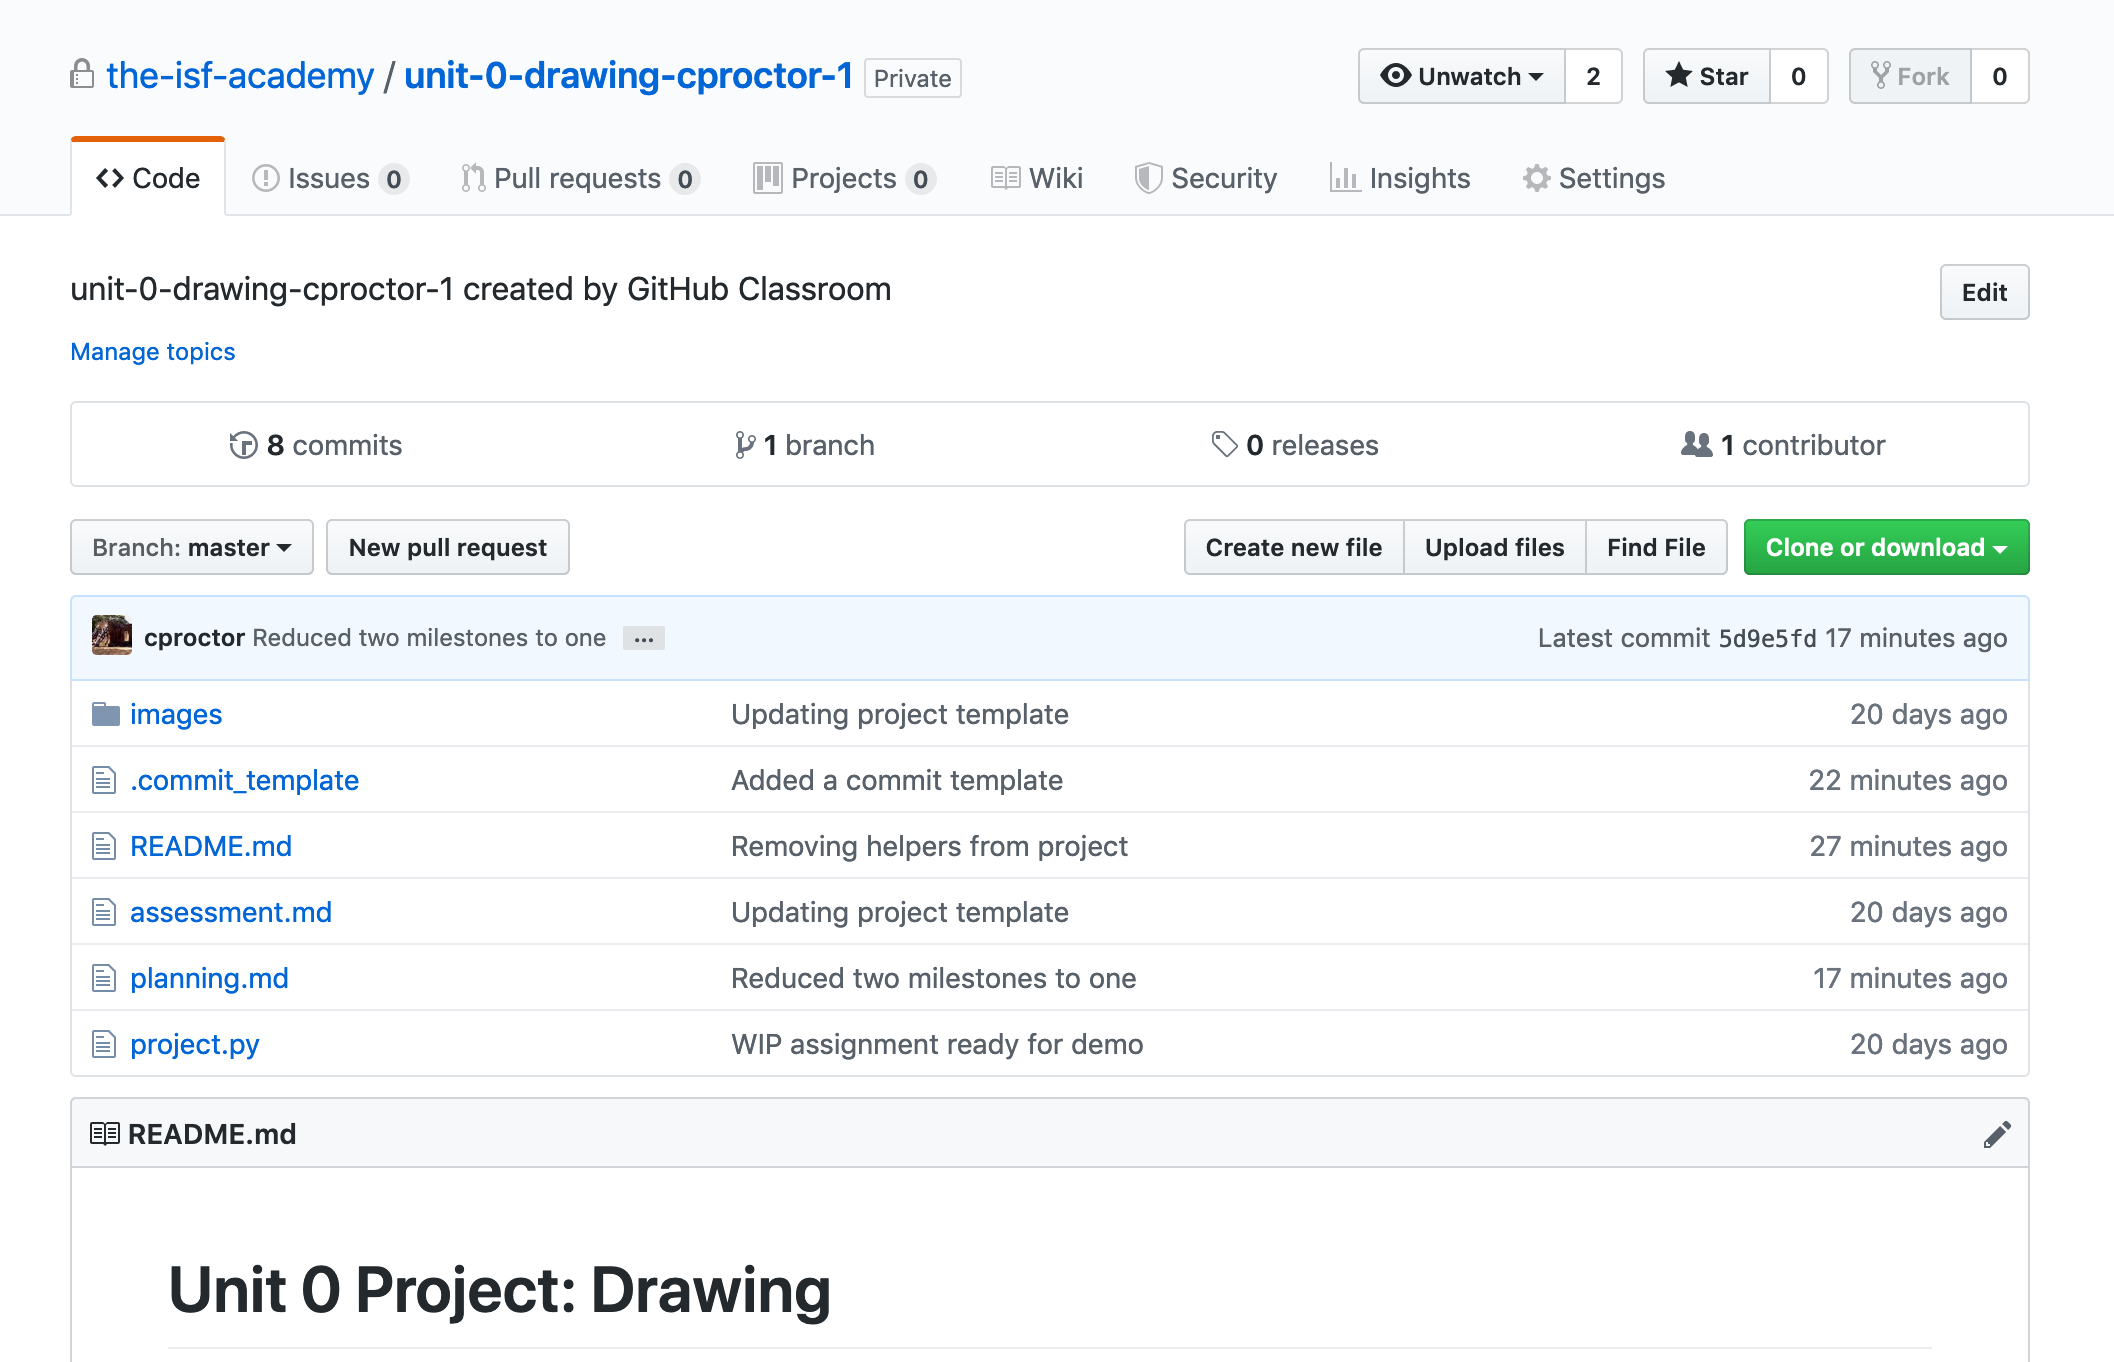 the-isf-academy / unit-0-drawing-cproctor-1 Private Unwatch 2 Star 0 Fork 0
Code Issues 0 Pull requests 0 Projects 0 Wiki Security Insights Settings
unit-0-drawing-cproctor-1 created by GitHub Classroom Edit
Manage topics
8 commits 1 branch 0 releases 1 contributor
Branch: master New pull request Create new file Upload files Find File Clone or download
cproctor Reduced two milestones to one ... Latest commit 5d9e5fd 17 minutes ago
images Updating project template 20 days ago
.commit_template Added a commit template 22 minutes ago
README.md Removing helpers from project 27 minutes ago
assessment.md Updating project template 20 days ago
planning.md Reduced two milestones to one 17 minutes ago
project.py WIP assignment ready for demo 20 days ago
README.md
Unit 0 Project: Drawing